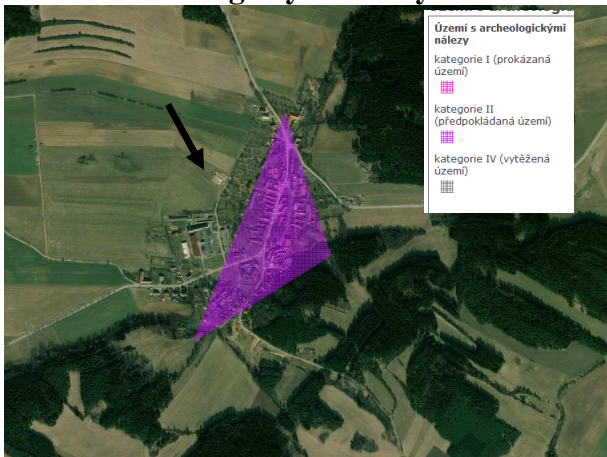 Území s archeologickými
nálezy
kategorie I (prokázaná
území)
kategorie II
(předpokládaná území)
kategorie IV (vytěžená
území)